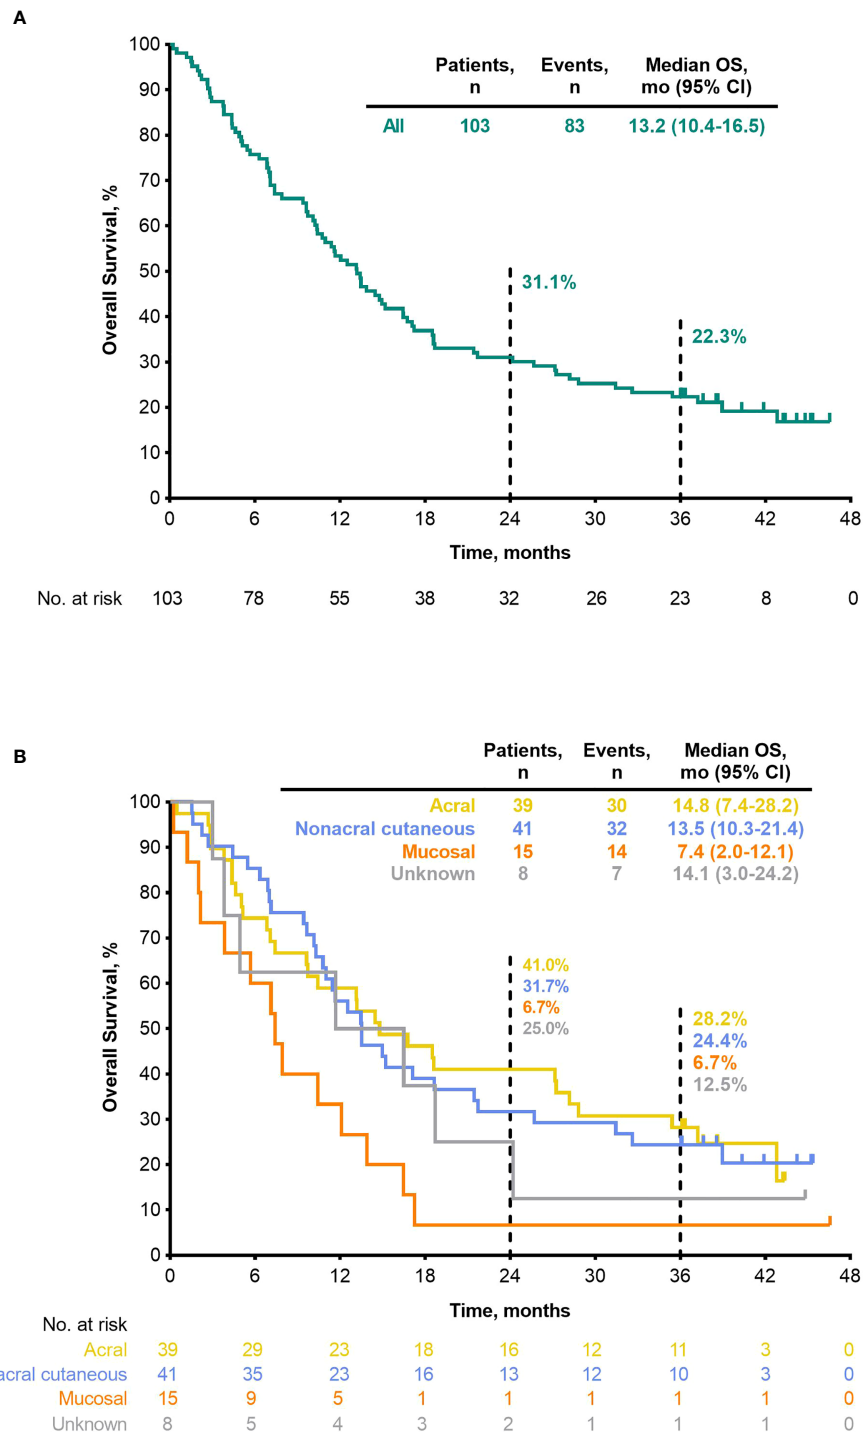 A
Patients, Events, Median OS,
n n mo (95% CI)
All 103 83 13.2 (10.4-16.5)
100
90
80
70
60
50
40
30
20
10
0
Overall Survival, %
31.1%
22.3%
0 6 12 18 24 30 36 42 48
Time, months
No. at risk 103 78 55 38 32 26 23 8 0
B
Patients, Events, Median OS,
n n mo (95% CI)
Acral 39 30 14.8 (7.4-28.2)
Nonacral cutaneous 41 32 13.5 (10.3-21.4)
Mucosal 15 14 7.4 (2.0-12.1)
Unknown 8 7 14.1 (3.0-24.2)
100
90
80
70
60
50
40
30
20
10
0
Overall Survival, %
41.0%
31.7%
6.7%
25.0%
28.2%
24.4%
6.7%
12.5%
0 6 12 18 24 30 36 42 48
Time, months
No. at risk
Acral 39 29 23 18 16 12 11 3 0
acral cutaneous 41 35 23 16 13 12 10 3 0
Mucosal 15 9 5 1 1 1 1 1 0
Unknown 8 5 4 3 2 1 1 1 0